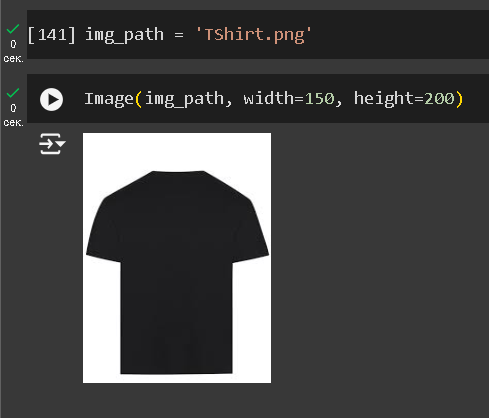 [141] img_path = 'TShirt.png'
0
сек.
Image(img_path, width=150, height=200)
0
сек.